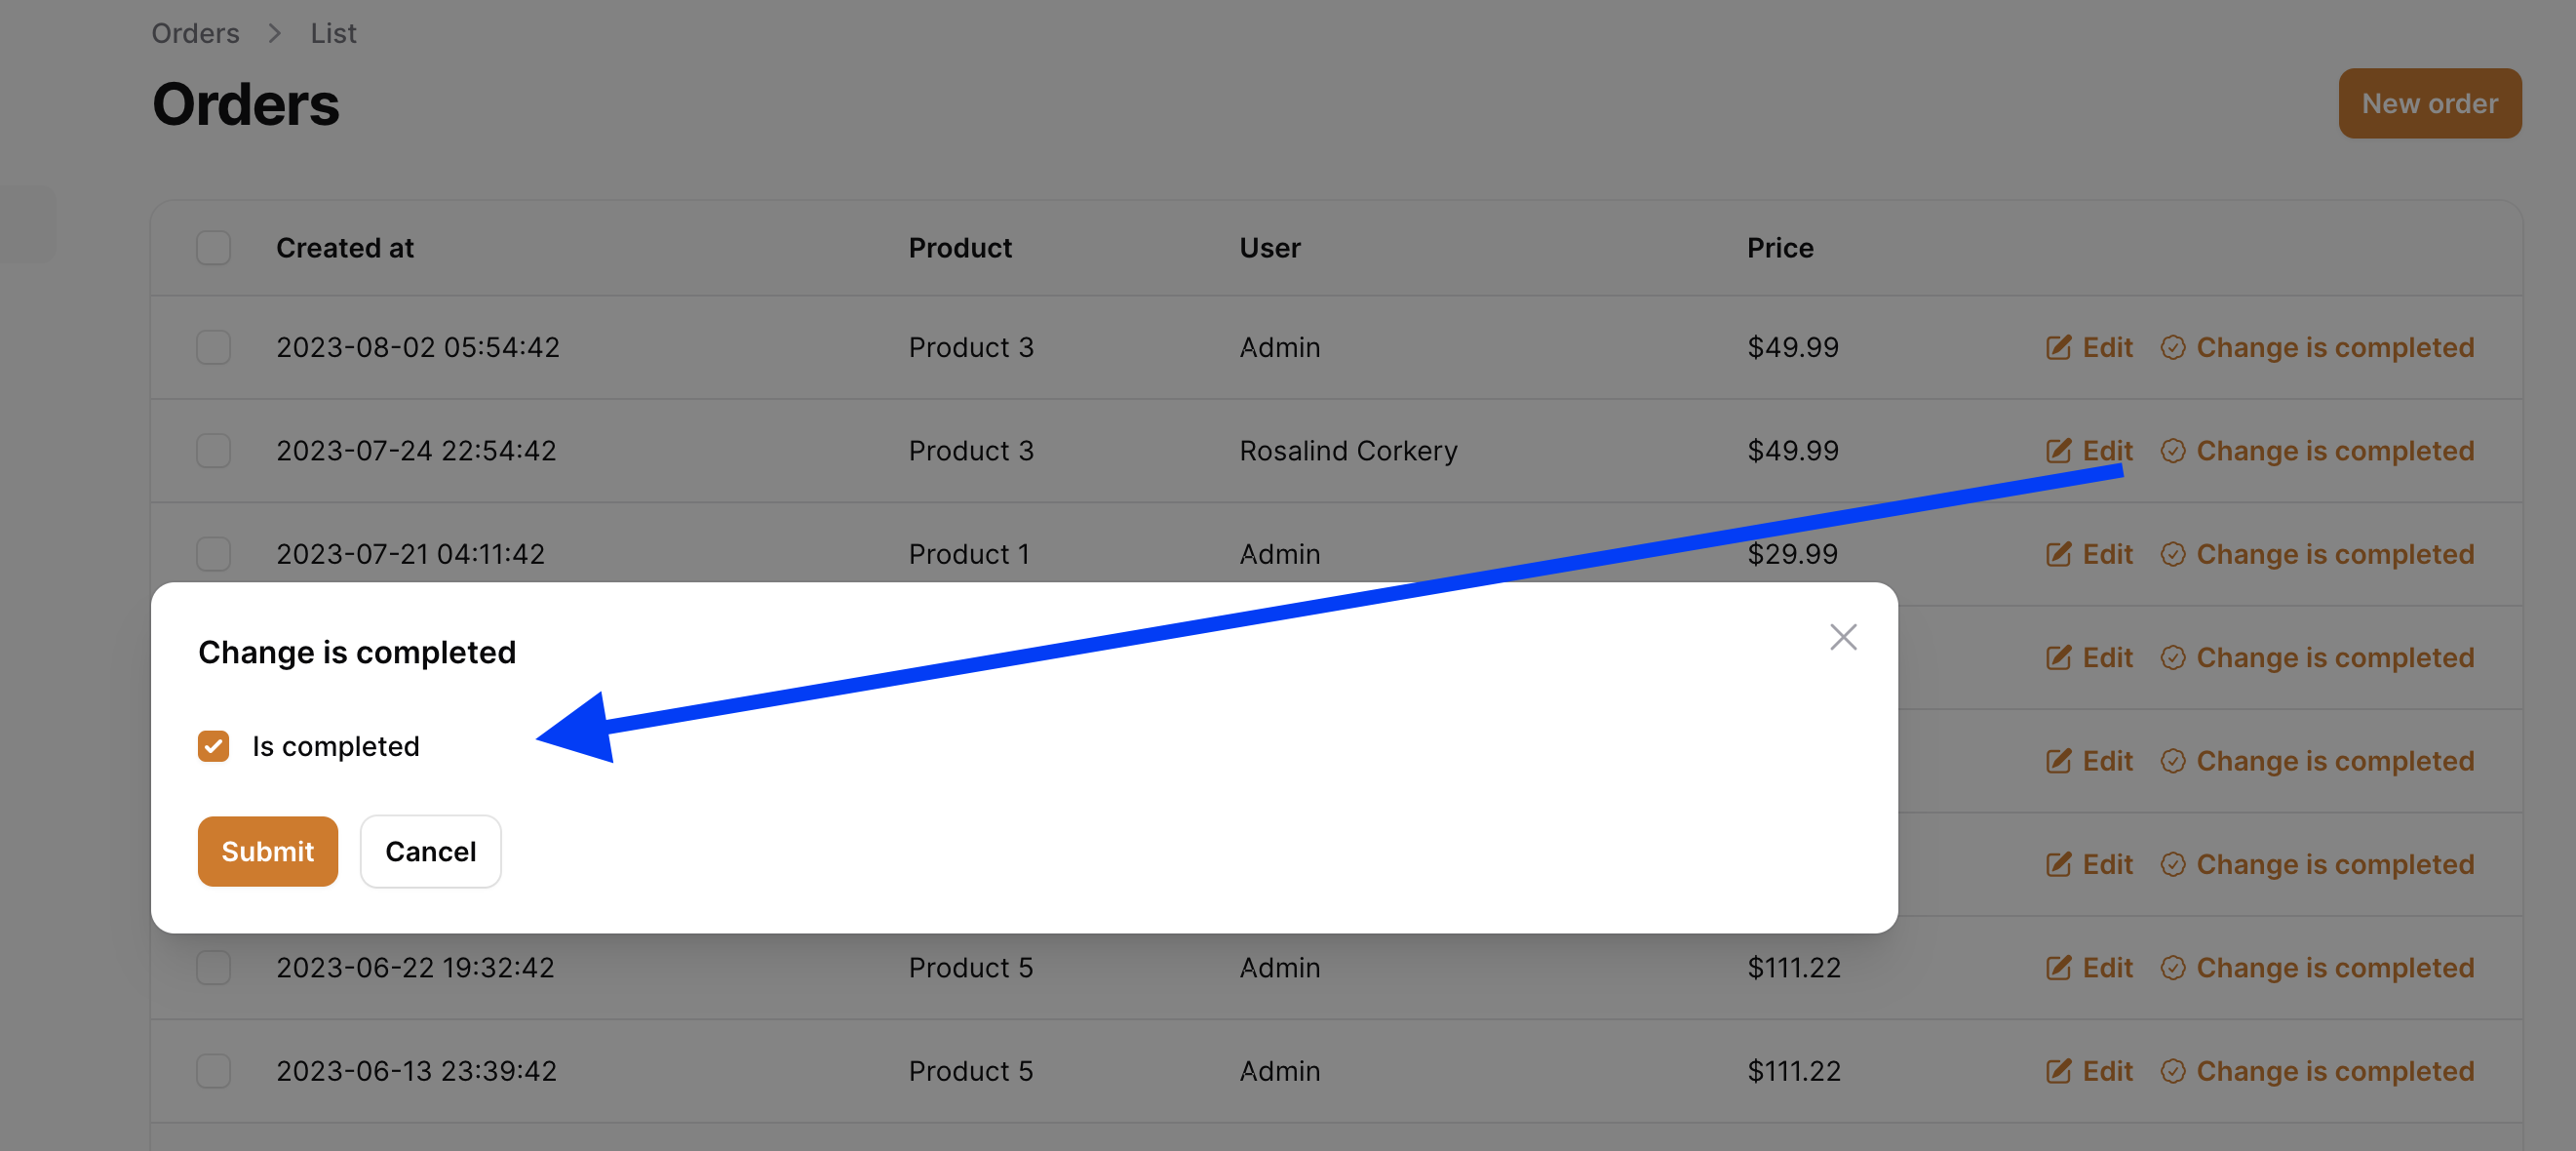 Orders > List
Orders
New order
Created at Product User Price
2023-08-02 05:54:42 Product 3 Admin $49.99 Edit Change is completed
2023-07-24 22:54:42 Product 3 Rosalind Corkery $49.99 Edit Change is completed
2023-07-21 04:11:42 Product 1 Admin $29.99 Edit Change is completed
Change is completed
Edit Change is completed
Is completed
Edit Change is completed
Submit Cancel
Edit Change is completed
2023-06-22 19:32:42 Product 5 Admin $111.22 Edit Change is completed
2023-06-13 23:39:42 Product 5 Admin $111.22 Edit Change is completed